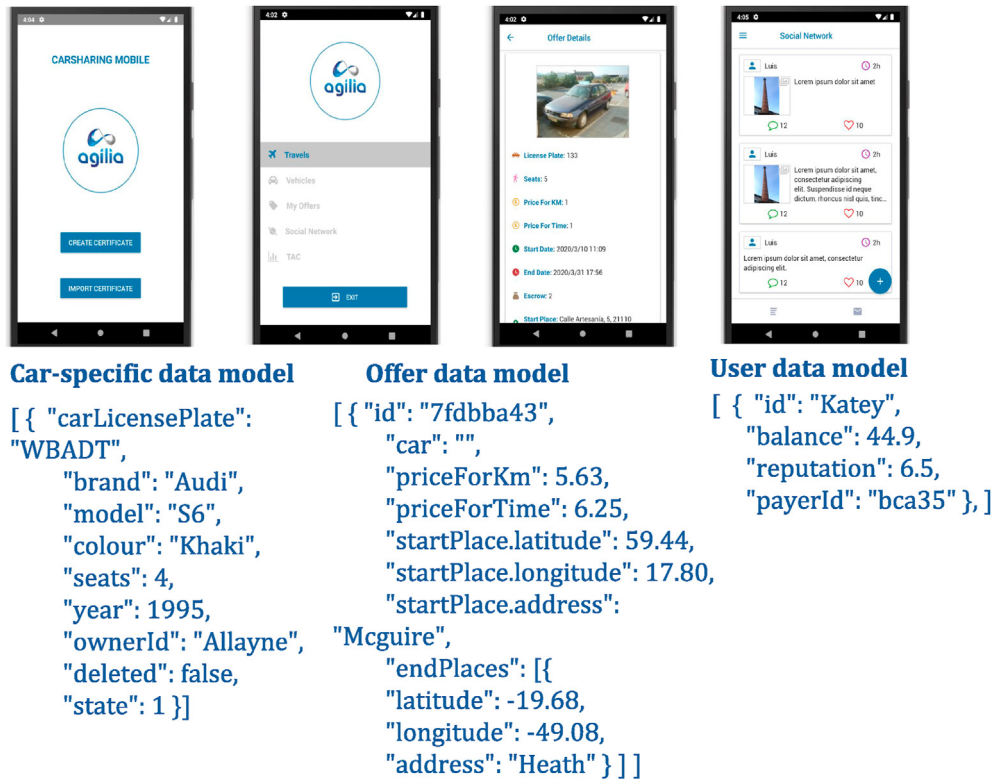 4:04
CARSHARING MOBILE
agilia
CREATE CERTIFICATE
IMPORT CERTIFICATE
4:02
agilia
Travels
Vehicles
My Offers
Social Network
TAC
EXIT
4:02
Offer Details
License Plate: 133
Seats: 5
Price For KM: 1
Price For Time: 1
Start Date: 2020/3/10 11:09
End Date: 2020/3/31 17:56
Escrow: 2
Start Place: Calle Artesanía, 5, 21110
4:05
Social Network
Luis 2h
Lorem ipsum dolor sit amet
12 10
Luis 2h
Lorem ipsum dolor sit amet,
consectetur adipiscing
elit. Suspendisse id neque
dictum, rhoncus nisl quis, tinc...
12 10
Luis 2h
Lorem ipsum dolor sit amet, consectetur
adipiscing elit.
12 10 +
Car-specific data model
[ { "carLicensePlate":
"WBADT",
"brand": "Audi",
"model": "S6",
"colour": "Khaki",
"seats": 4,
"year": 1995,
"ownerId": "Allayne",
"deleted": false,
"state": 1 }]
Offer data model
[ { "id": "7fdbba43",
"car": "",
"priceForKm": 5.63,
"priceForTime": 6.25,
"startPlace.latitude": 59.44,
"startPlace.longitude": 17.80,
"startPlace.address":
"Mcguire",
"endPlaces": [{
"latitude": -19.68,
"longitude": -49.08,
"address": "Heath" } ] ]
User data model
[ { "id": "Katey",
"balance": 44.9,
"reputation": 6.5,
"payerId": "bca35" }, ]